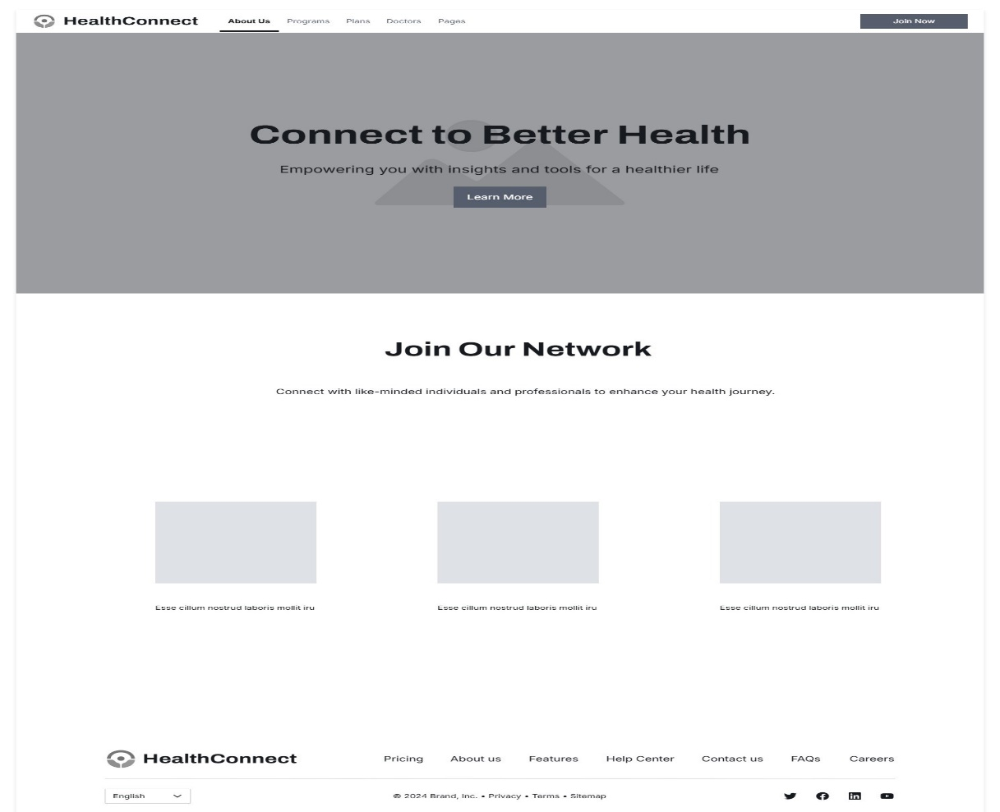 HealthConnect About Us Programs Plans Doctors Pages Join Now
Connect to Better Health
Empowering you with insights and tools for a healthier life
Learn More
Join Our Network
Connect with like-minded individuals and professionals to enhance your health journey.
Esse cillum nostrud laboris mollit iru Esse cillum nostrud laboris mollit iru Esse cillum nostrud laboris mollit iru
HealthConnect Pricing About us Features Help Center Contact us FAQs Careers
English © 2024 Brand, Inc. • Privacy • Terms • Sitemap